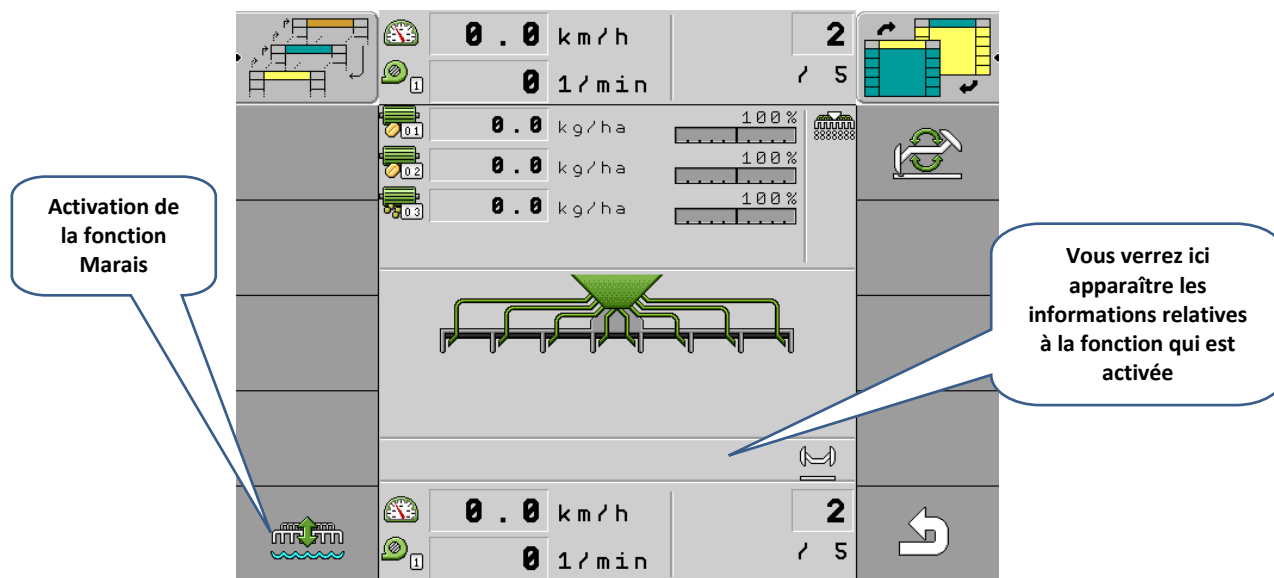 0.0 km/h 2
1 0 1/min / 5
01 0.0 kg/ha 100%
02 0.0 kg/ha 100%
03 0.0 kg/ha 100%
Activation de
la fonction
Marais
Vous verrez ici
apparaître les
informations relatives
à la fonction qui est
activée
0.0 km/h 2
1 0 1/min / 5